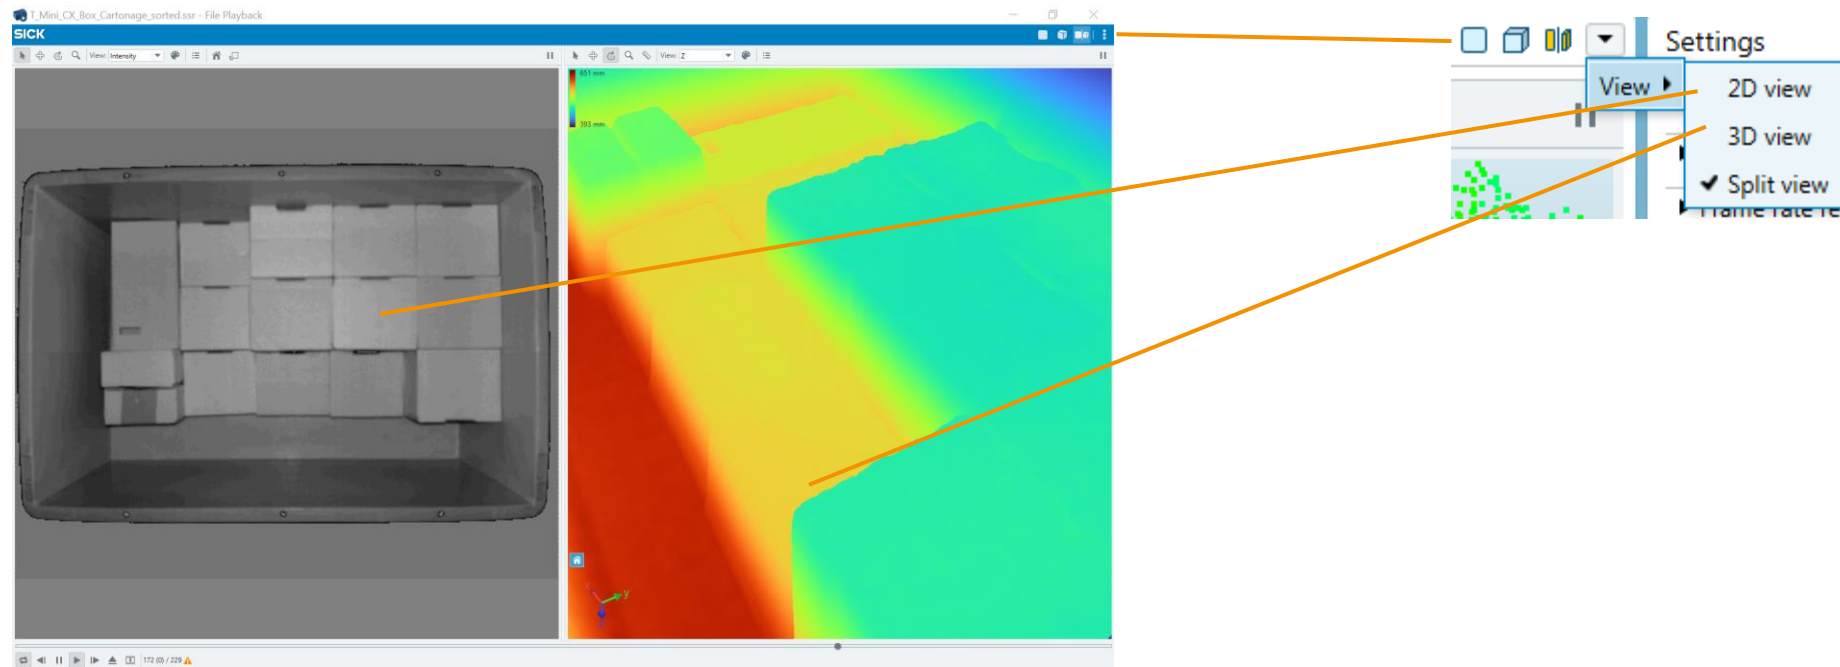 T_Mini_CX_Box_Cartonage_sorted.ssr - File Playback
SICK
View: Intensity
View: Z
651 mm
393 mm
y
172 (0) / 229
Settings
View
2D view
3D view
Split view